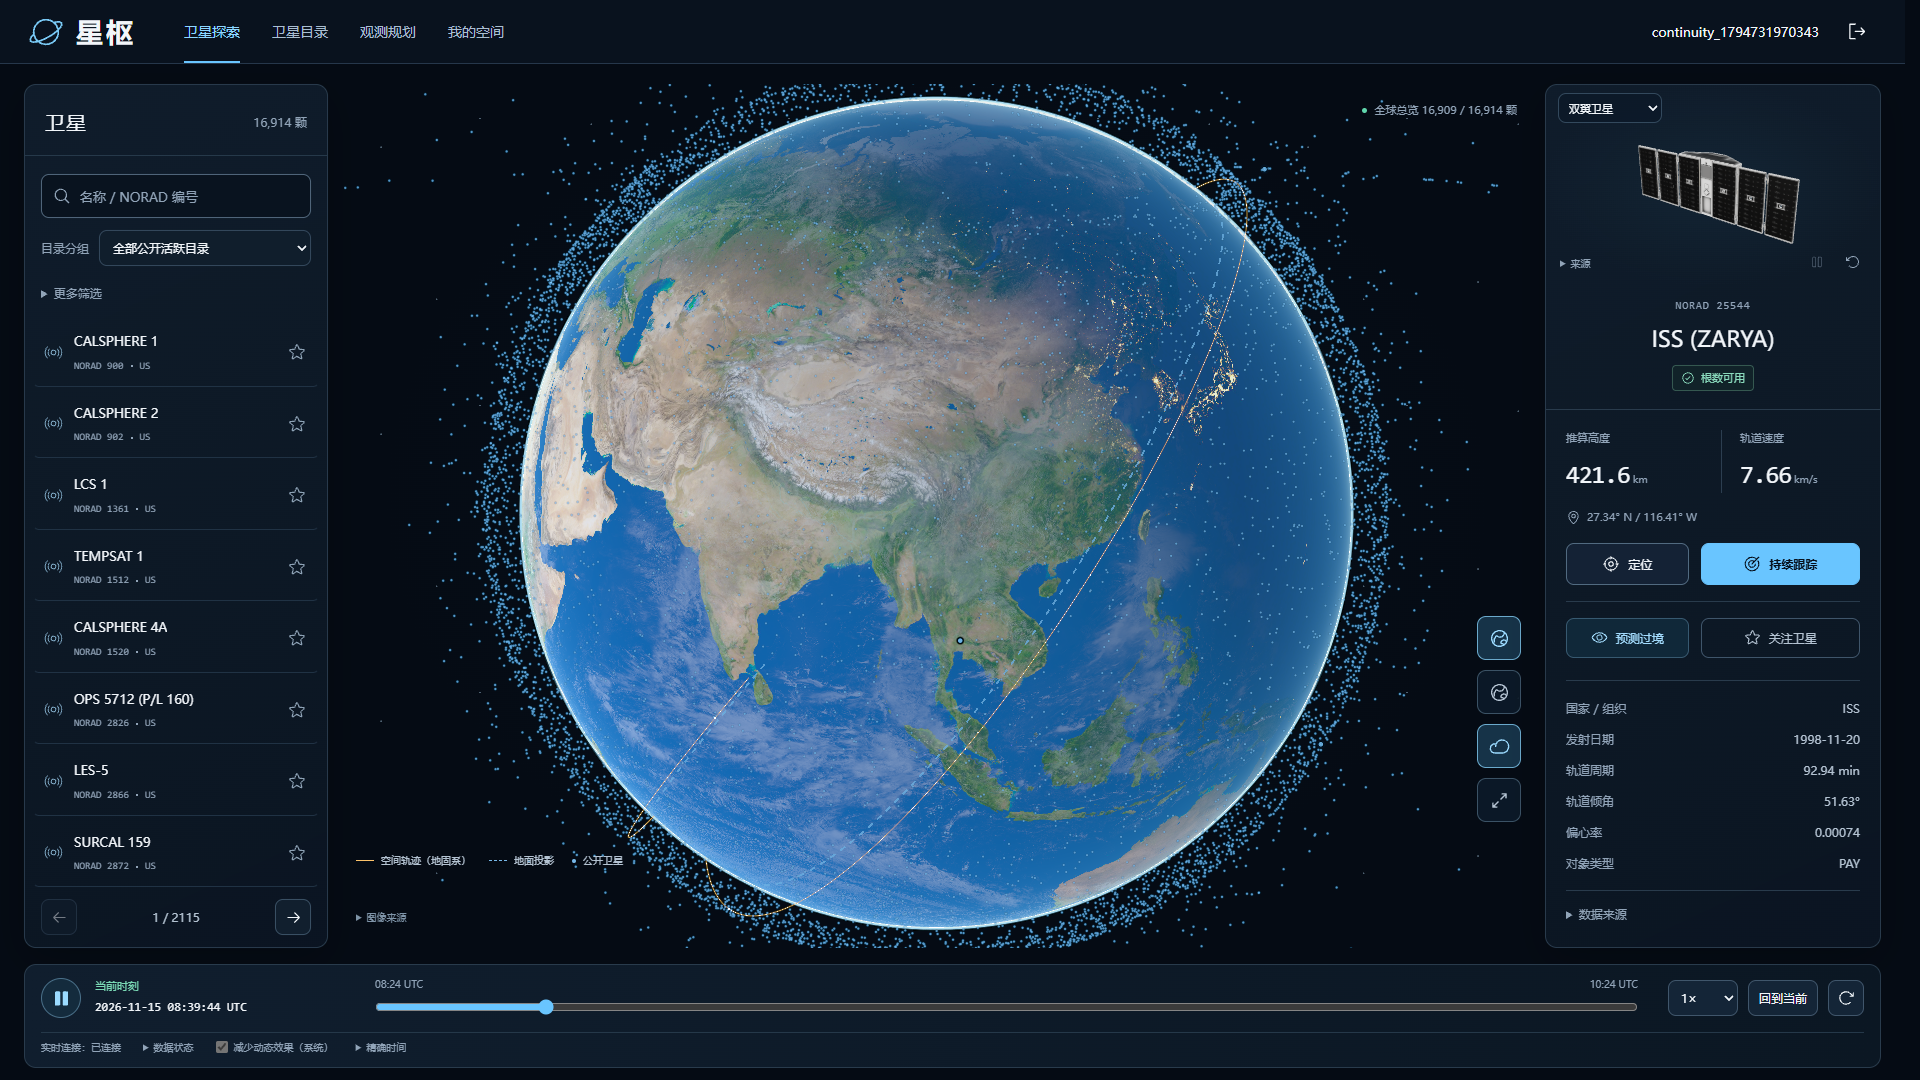 星枢
卫星探索
卫星目录
观测规划
我的空间
continuity_1794731970343
卫星
16,914 颗
名称 / NORAD 编号
目录分组
全部公开活跃目录
更多筛选
CALSPHERE 1
NORAD 900 • US
CALSPHERE 2
NORAD 902 • US
LCS 1
NORAD 1361 • US
TEMPSAT 1
NORAD 1512 • US
CALSPHERE 4A
NORAD 1520 • US
OPS 5712 (P/L 160)
NORAD 2826 • US
LES-5
NORAD 2866 • US
SURCAL 159
NORAD 2872 • US
1 / 2115
全球总览 16,909 / 16,914 颗
空间轨迹（地固系）
地面投影
公开卫星
图像来源
双翼卫星
来源
NORAD 25544
ISS (ZARYA)
根数可用
推算高度
421.6 km
轨道速度
7.66 km/s
27.34° N / 116.41° W
定位
持续跟踪
预测过境
关注卫星
国家 / 组织
ISS
发射日期
1998-11-20
轨道周期
92.94 min
轨道倾角
51.63°
偏心率
0.00074
对象类型
PAY
数据来源
当前时刻
2026-11-15 08:39:44 UTC
08:24 UTC
10:24 UTC
1×
回到当前
实时连接：已连接
数据状态
减少动态效果（系统）
精确时间